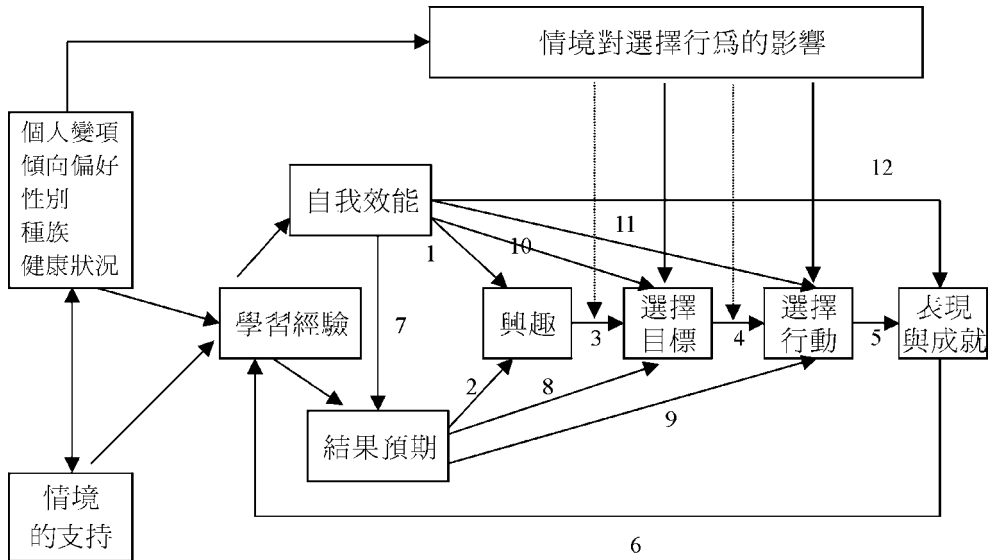 情境對選擇行爲的影響
個人變項
傾向偏好
性別
種族
健康狀況
自我效能
12
11
10
1
學習經驗
7
興趣
3
選擇
目標
4
選擇
行動
5
表現
與成就
2
8
9
結果預期
情境
的支持
6